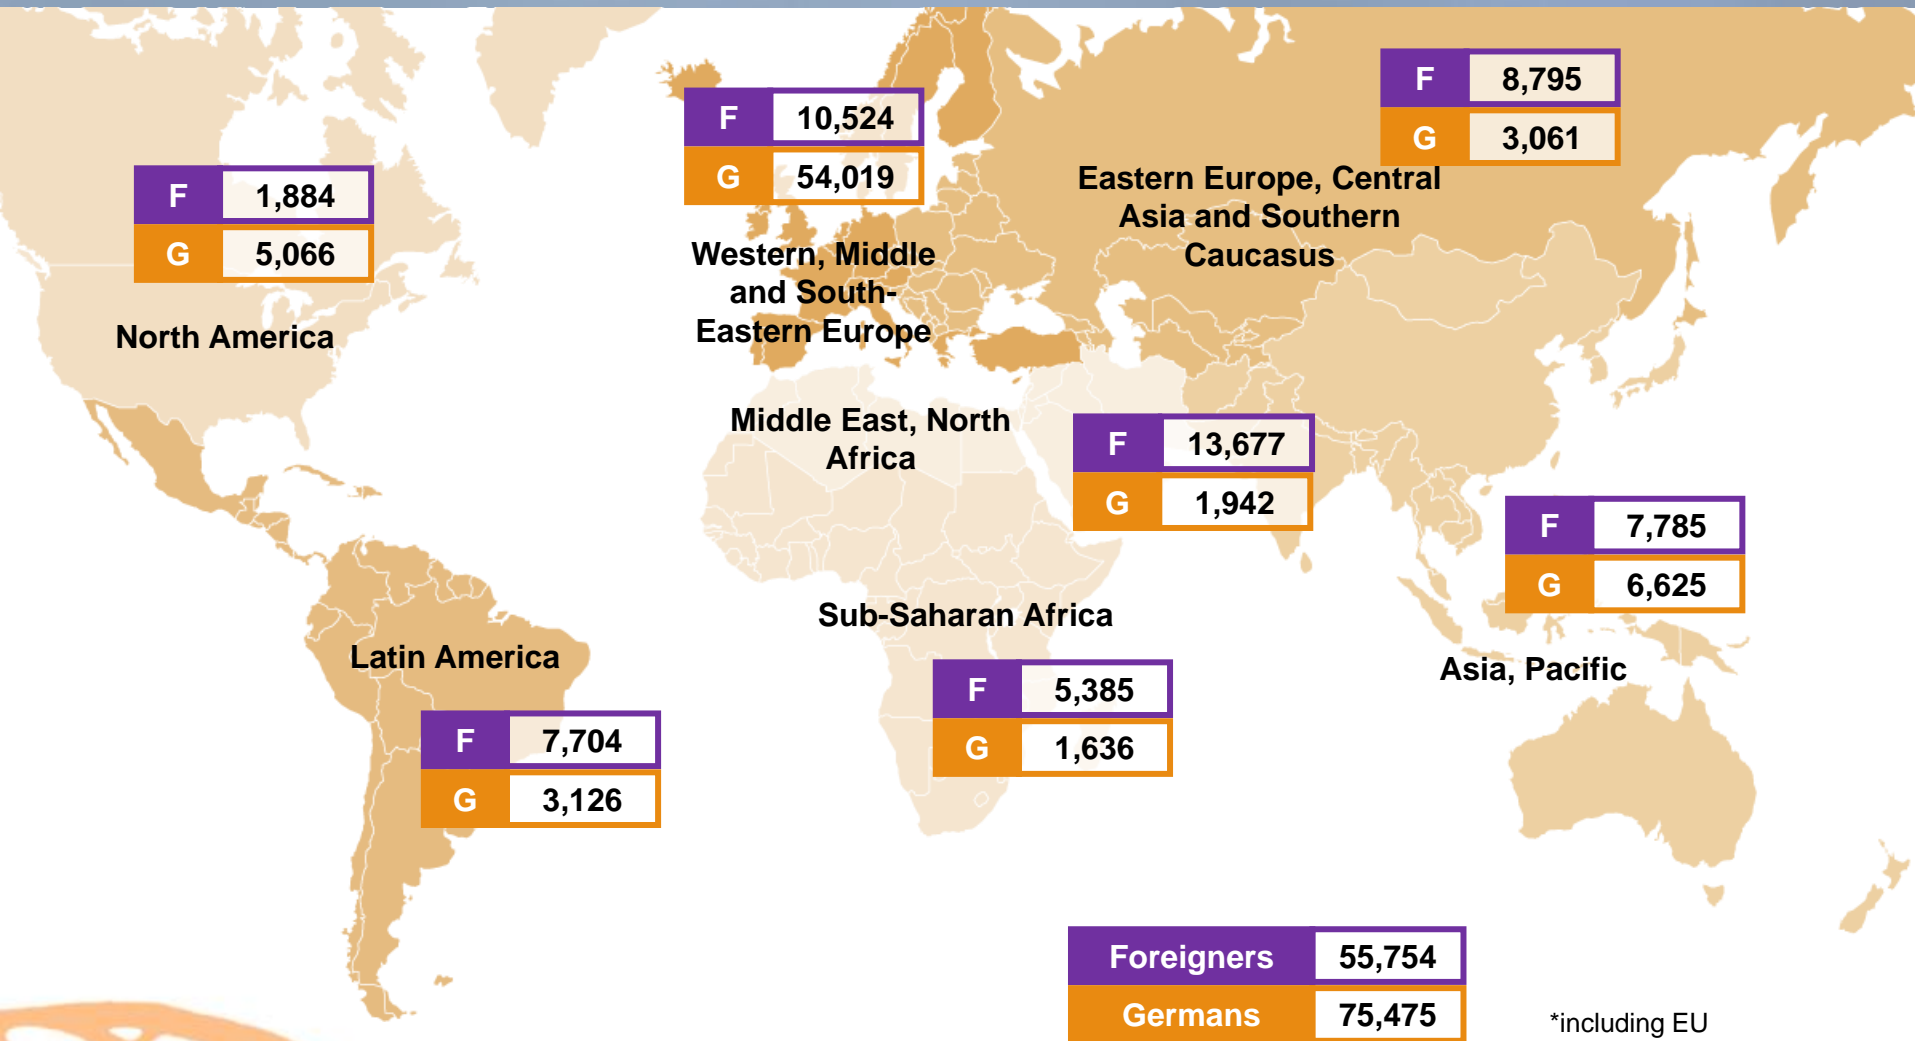 F 8,795
G 3,061
F 10,524
G 54,019
F 1,884
G 5,066
Eastern Europe, Central
Asia and Southern
Caucasus
Western, Middle
and South-
Eastern Europe
North America
Middle East, North
Africa
F 13,677
G 1,942
F 7,785
G 6,625
Sub-Saharan Africa
Latin America
Asia, Pacific
F 5,385
G 1,636
F 7,704
G 3,126
Foreigners 55,754
Germans 75,475
*including EU